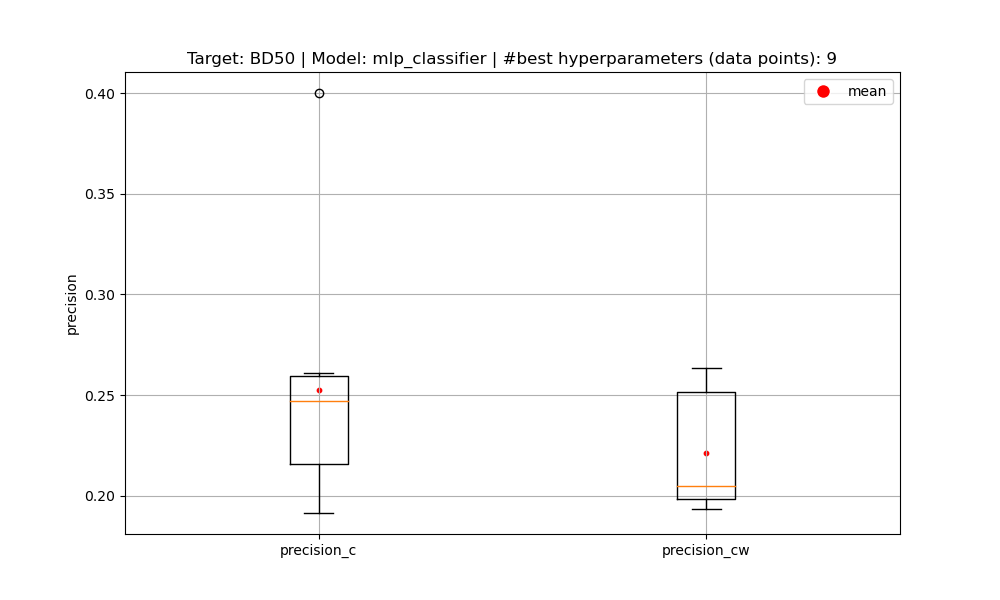 Target: BD50 | Model: mlp_classifier | #best hyperparameters (data points): 9
mean
0.40
0.35
0.30
0.25
0.20
precision
precision_c
precision_cw